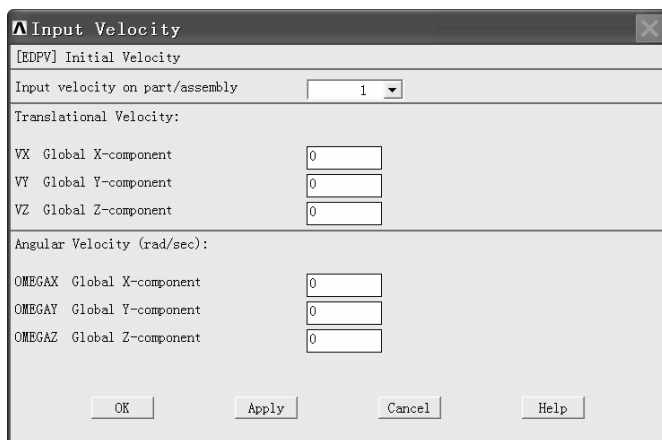 Input Velocity
[EDPV] Initial Velocity
Input velocity on part/assembly 1
Translational Velocity:
VX Global X-component 0
VY Global Y-component 0
VZ Global Z-component 0
Angular Velocity (rad/sec):
OMEGAX Global X-component 0
OMEGAY Global Y-component 0
OMEGAZ Global Z-component 0
OK Apply Cancel Help